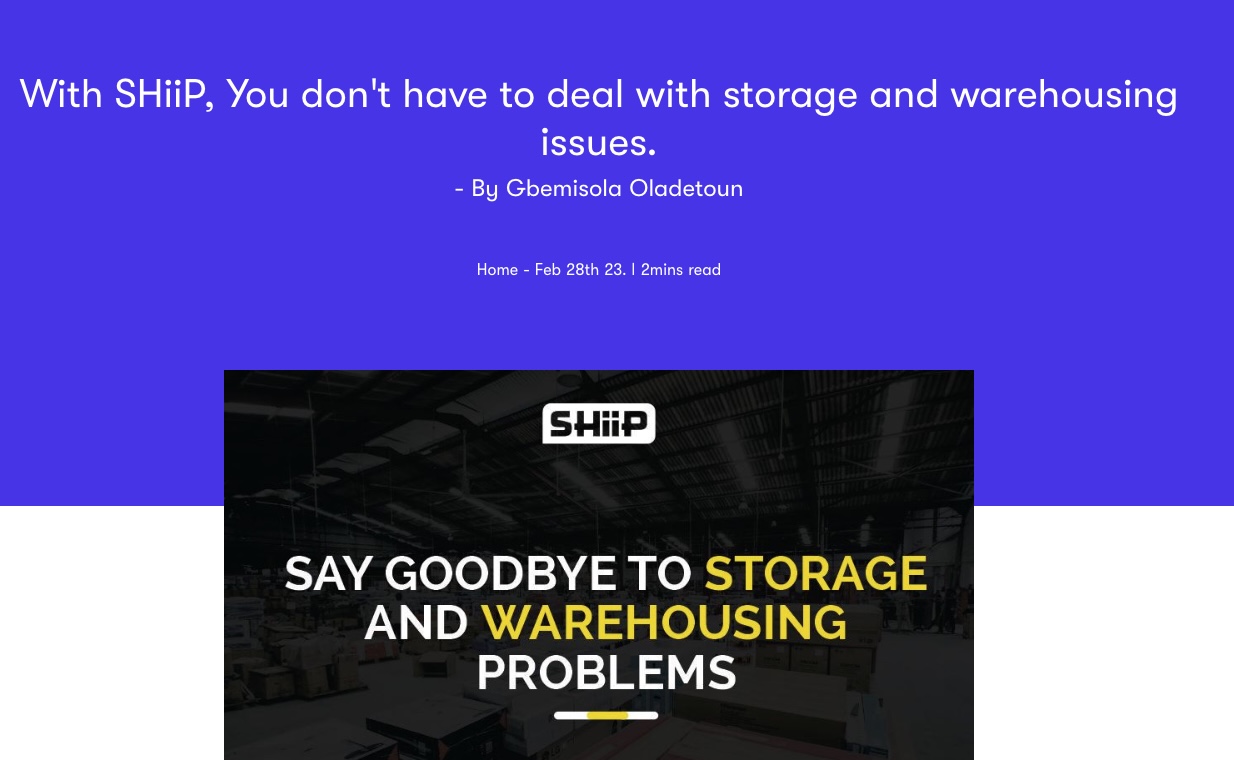 With SHiiP, You don't have to deal with storage and warehousing
issues.
- By Gbemisola Oladetoun
Home - Feb 28th 23. | 2mins read
SHiiP
SAY GOODBYE TO STORAGE
AND WAREHOUSING
PROBLEMS